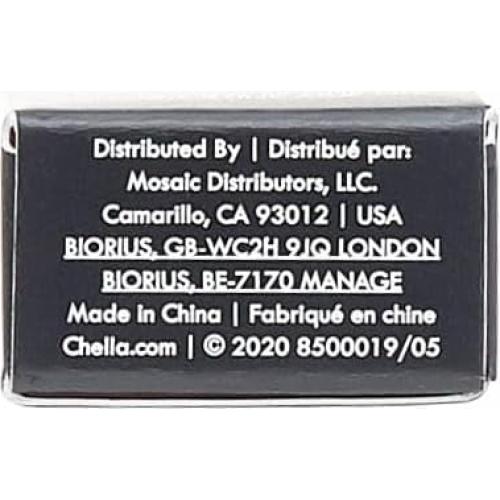 Distributed By | Distribué par:
Mosaic Distributors, LLC.
Camarillo, CA 93012 | USA
BIORIUS, GB-WC2H 9JQ LONDON
BIORIUS, BE-7170 MANAGE
Made in China | Fabriqué en chine
Chella.com | © 2020 8500019/05